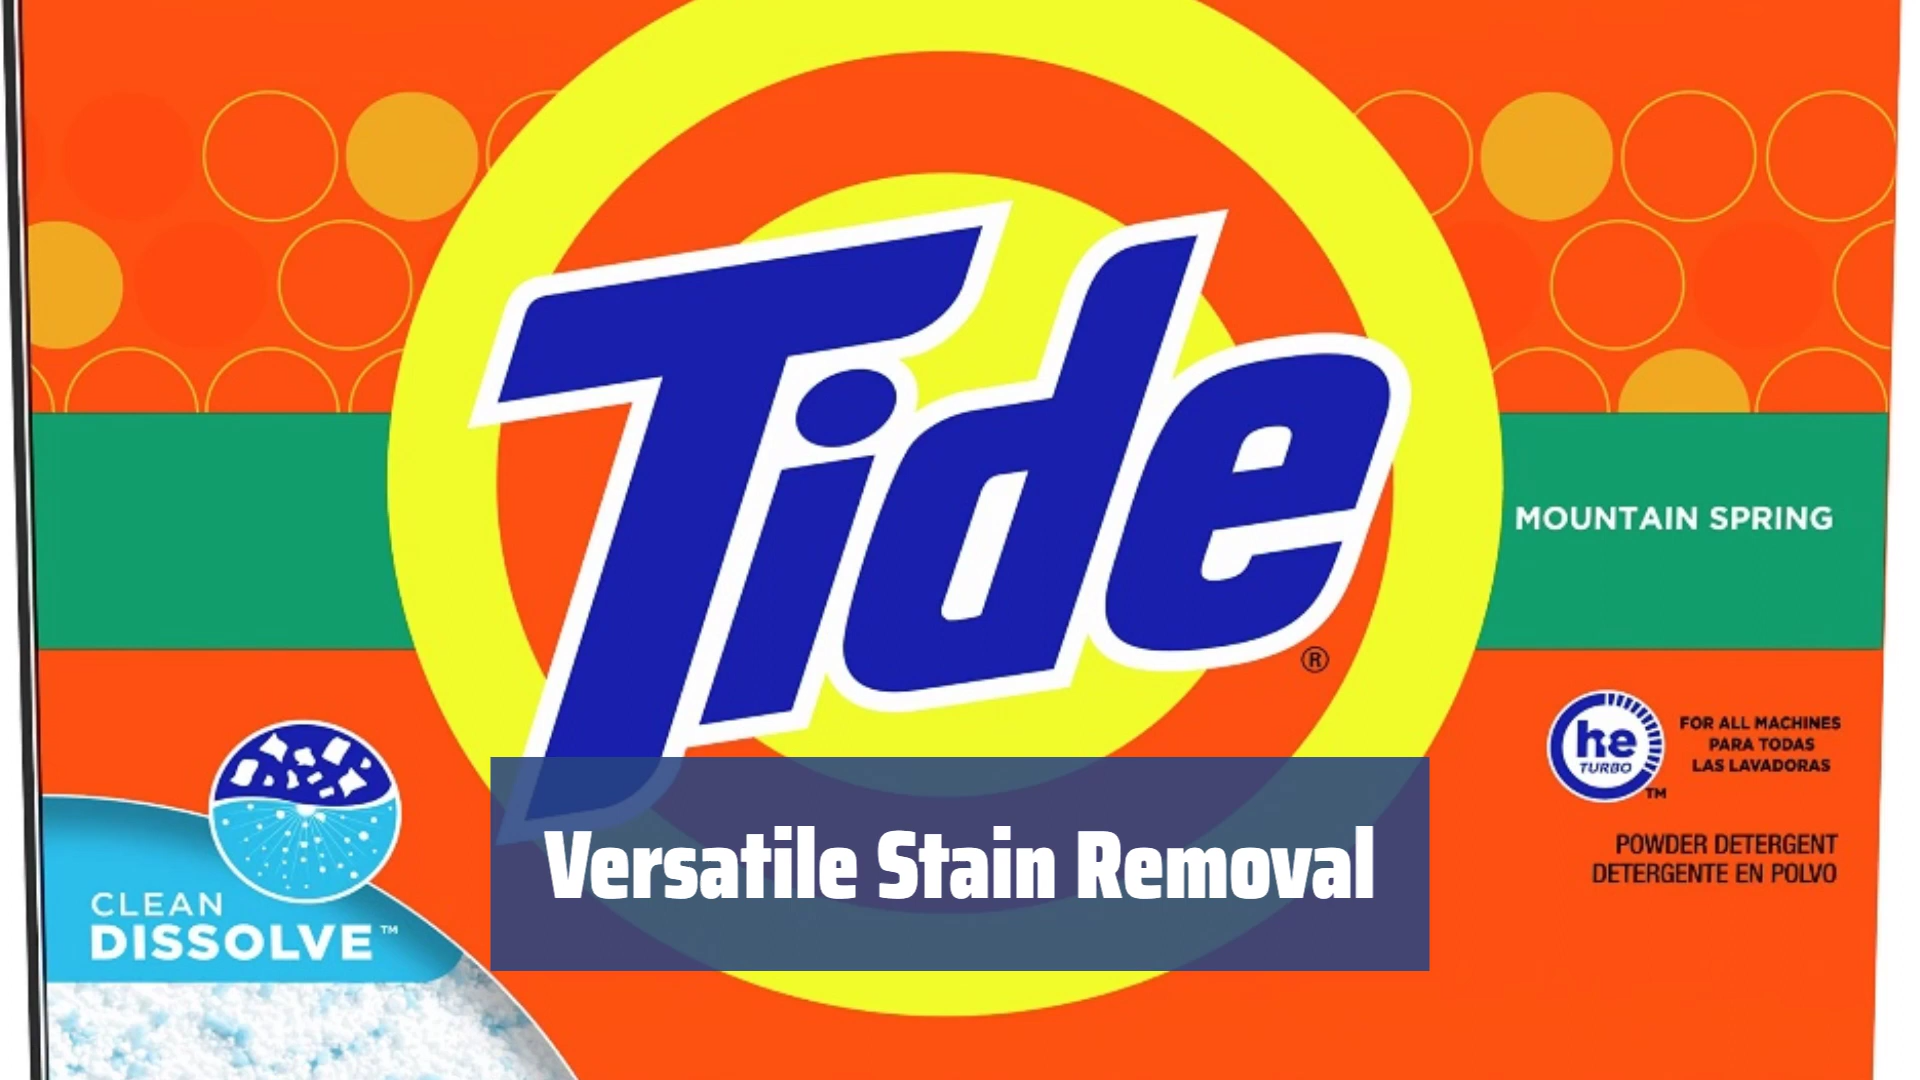 Tide
®
MOUNTAIN SPRING
he
TURBO
TM
FOR ALL MACHINES
PARA TODAS
LAS LAVADORAS
POWDER DETERGENT
DETERGENTE EN POLVO
CLEAN
DISSOLVE™
Versatile Stain Removal